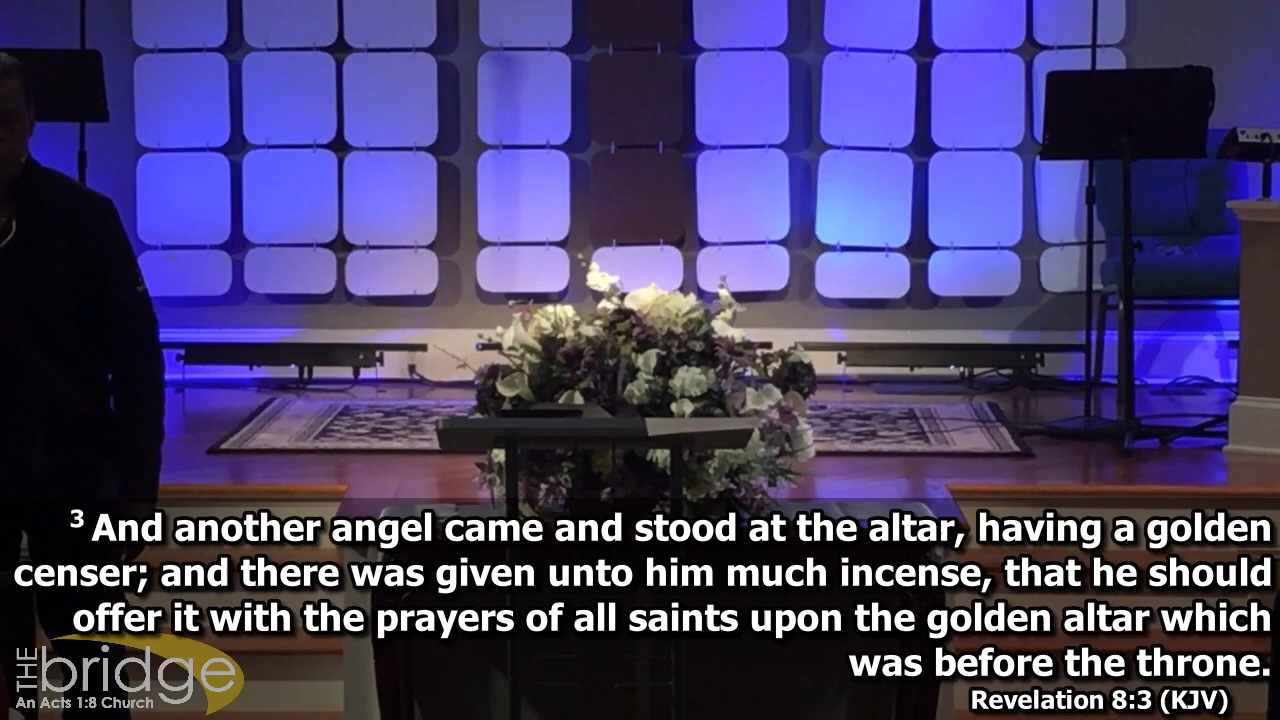 3 And another angel came and stood at the altar, having a golden
censer; and there was given unto him much incense, that he should
offer it with the prayers of all saints upon the golden altar which
was before the throne.
Revelation 8:3 (KJV)
THE bridge
An Acts 1:8 Church